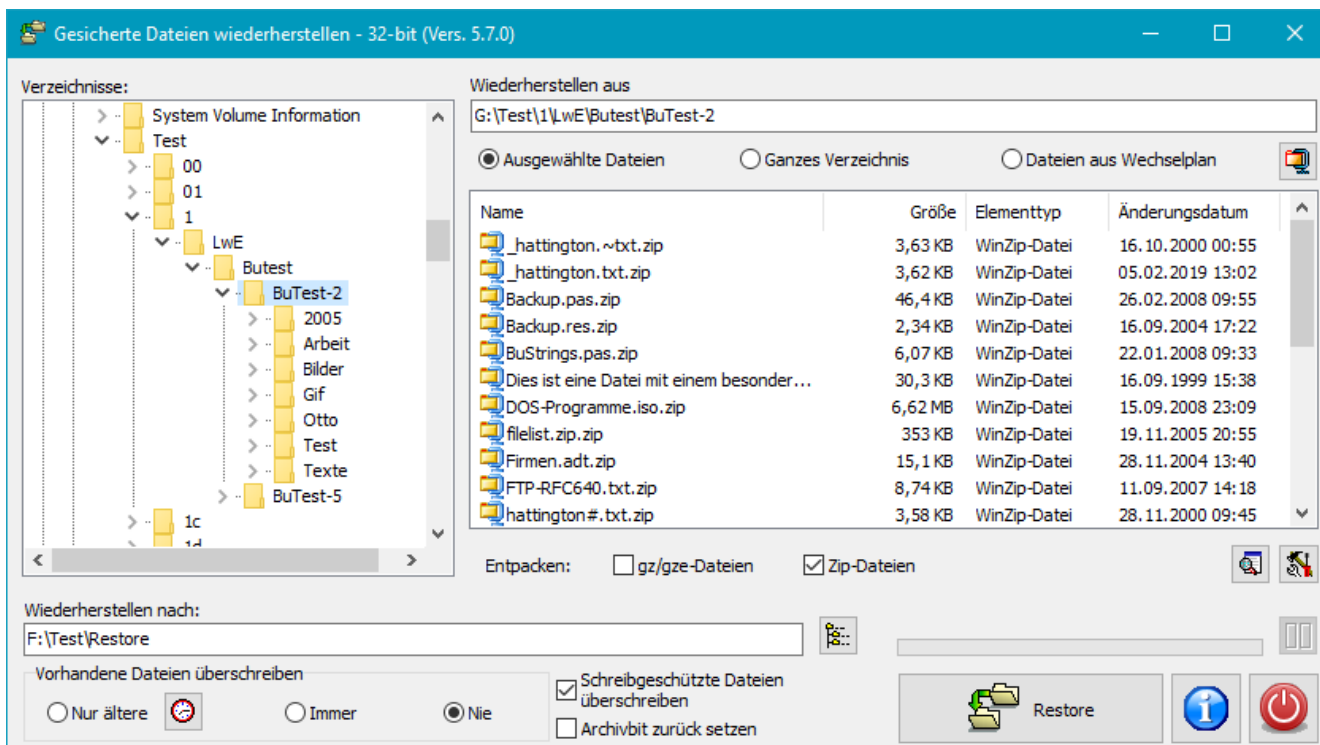 Gesicherte Dateien wiederherstellen - 32-bit (Vers. 5.7.0)
Verzeichnisse:
System Volume Information
Test
00
01
1
LwE
Butest
BuTest-2
2005
Arbeit
Bilder
Gif
Otto
Test
Texte
BuTest-5
1c
1d
Wiederherstellen aus
G:\Test\1\LwE\Butest\BuTest-2
Ausgewählte Dateien Ganzes Verzeichnis Dateien aus Wechselplan
Name Größe Elementtyp Änderungsdatum
_hattington.~txt.zip 3,63 KB WinZip-Datei 16.10.2000 00:55
_hattington.txt.zip 3,62 KB WinZip-Datei 05.02.2019 13:02
Backup.pas.zip 46,4 KB WinZip-Datei 26.02.2008 09:55
Backup.res.zip 2,34 KB WinZip-Datei 16.09.2004 17:22
BuStrings.pas.zip 6,07 KB WinZip-Datei 22.01.2008 09:33
Dies ist eine Datei mit einem besonder... 30,3 KB WinZip-Datei 16.09.1999 15:38
DOS-Programme.iso.zip 6,62 MB WinZip-Datei 15.09.2008 23:09
filelist.zip.zip 353 KB WinZip-Datei 19.11.2005 20:55
Firmen.adt.zip 15,1 KB WinZip-Datei 28.11.2004 13:40
FTP-RFC640.txt.zip 8,74 KB WinZip-Datei 11.09.2007 14:18
hattington#.txt.zip 3,58 KB WinZip-Datei 28.11.2000 09:45
Entpacken: gz/gze-Dateien Zip-Dateien
Wiederherstellen nach:
F:\Test\Restore
Vorhandene Dateien überschreiben
Nur ältere Immer Nie
Schreibgeschützte Dateien
überschreiben
Archivbit zurück setzen
Restore